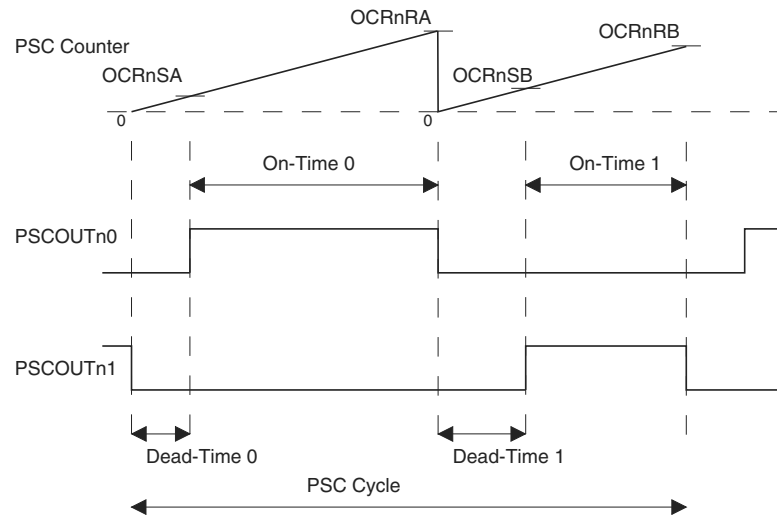 OCRnRA
OCRnRB
PSC Counter
OCRnSA
OCRnSB
0
0
On-Time 0
On-Time 1
PSCOUTn0
PSCOUTn1
Dead-Time 0
Dead-Time 1
PSC Cycle